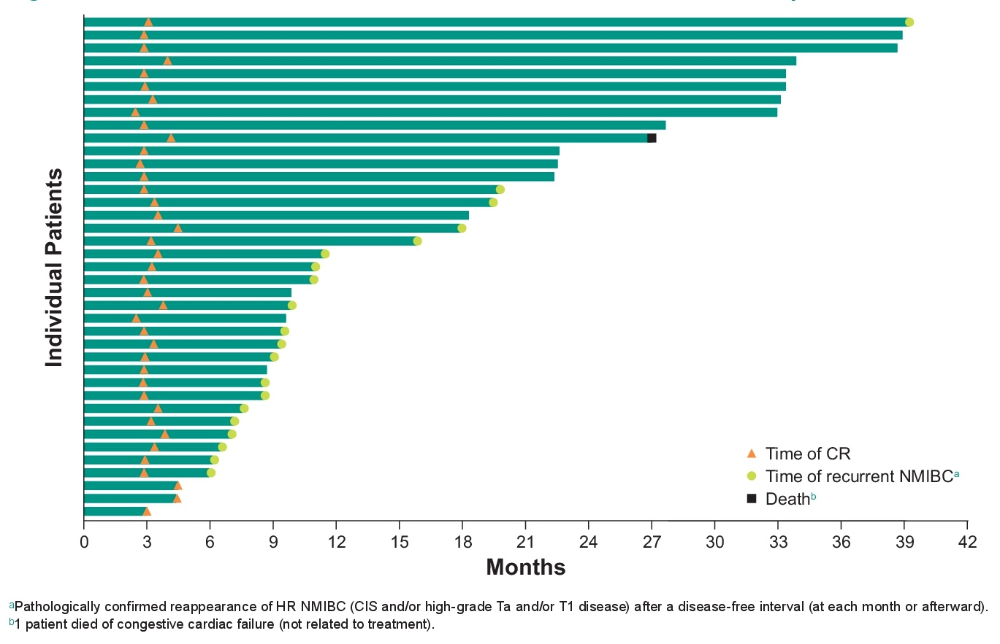 Individual Patients
Time of CR
Time of recurrent NMIBCᵃ
Deathᵇ
0 3 6 9 12 15 18 21 24 27 30 33 36 39 42
Months
ᵃPathologically confirmed reappearance of HR NMIBC (CIS and/or high-grade Ta and/or T1 disease) after a disease-free interval (at each month or afterward).
ᵇ1 patient died of congestive cardiac failure (not related to treatment).